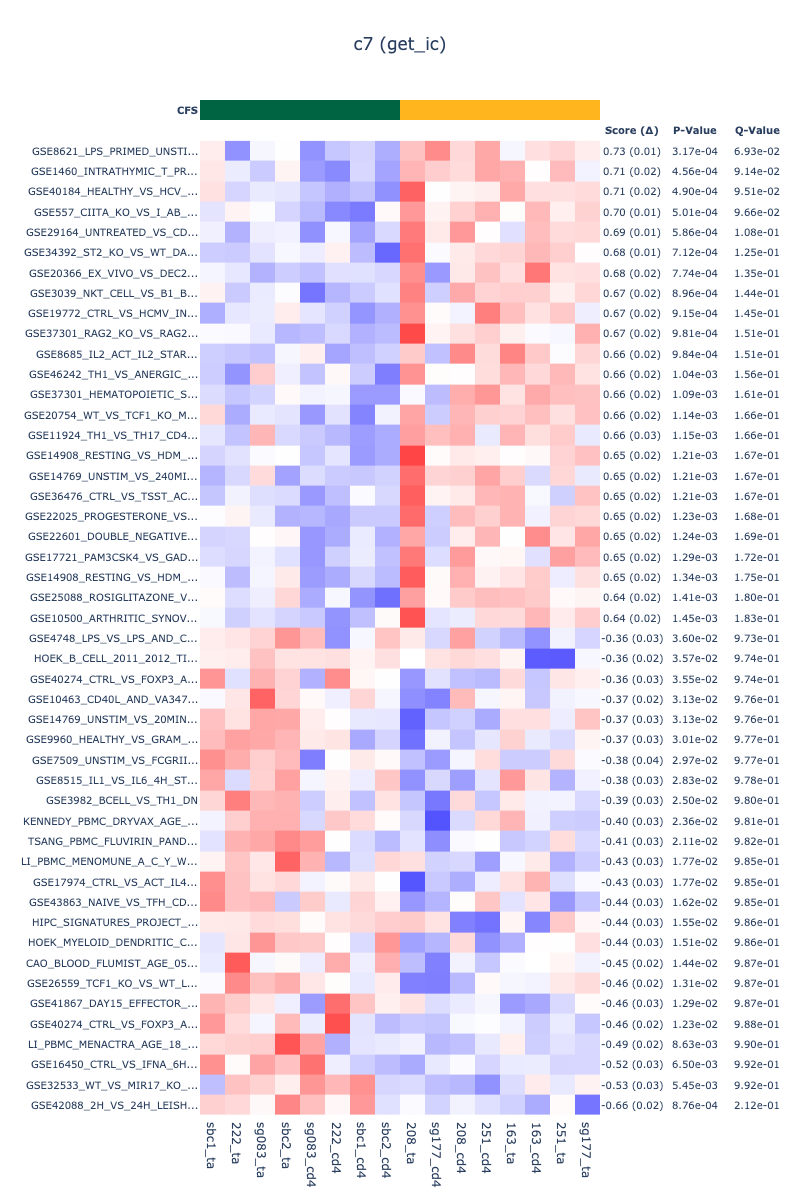 c7 (get_ic)
CFS
Score (Δ) P-Value Q-Value
GSE8621_LPS_PRIMED_UNSTI... 0.73 (0.01) 3.17e-04 6.93e-02
GSE1460_INTRATHYMIC_T_PR... 0.71 (0.02) 4.56e-04 9.14e-02
GSE40184_HEALTHY_VS_HCV_... 0.71 (0.02) 4.90e-04 9.51e-02
GSE557_CIITA_KO_VS_I_AB_... 0.70 (0.01) 5.01e-04 9.66e-02
GSE29164_UNTREATED_VS_CD... 0.69 (0.01) 5.86e-04 1.08e-01
GSE34392_ST2_KO_VS_WT_DA... 0.68 (0.01) 7.12e-04 1.25e-01
GSE20366_EX_VIVO_VS_DEC2... 0.68 (0.02) 7.74e-04 1.35e-01
GSE3039_NKT_CELL_VS_B1_B... 0.67 (0.02) 8.96e-04 1.44e-01
GSE19772_CTRL_VS_HCMV_IN... 0.67 (0.02) 9.15e-04 1.45e-01
GSE37301_RAG2_KO_VS_RAG2... 0.67 (0.02) 9.81e-04 1.51e-01
GSE8685_IL2_ACT_IL2_STAR... 0.66 (0.02) 9.84e-04 1.51e-01
GSE46242_TH1_VS_ANERGIC_... 0.66 (0.02) 1.04e-03 1.56e-01
GSE37301_HEMATOPOIETIC_S... 0.66 (0.02) 1.09e-03 1.61e-01
GSE20754_WT_VS_TCF1_KO_M... 0.66 (0.02) 1.14e-03 1.66e-01
GSE11924_TH1_VS_TH17_CD4... 0.66 (0.03) 1.15e-03 1.66e-01
GSE14908_RESTING_VS_HDM_... 0.65 (0.02) 1.21e-03 1.67e-01
GSE14769_UNSTIM_VS_240MI... 0.65 (0.02) 1.21e-03 1.67e-01
GSE36476_CTRL_VS_TSST_AC... 0.65 (0.02) 1.21e-03 1.67e-01
GSE22025_PROGESTERONE_VS... 0.65 (0.02) 1.23e-03 1.68e-01
GSE22601_DOUBLE_NEGATIVE... 0.65 (0.02) 1.24e-03 1.69e-01
GSE17721_PAM3CSK4_VS_GAD... 0.65 (0.02) 1.29e-03 1.72e-01
GSE14908_RESTING_VS_HDM_... 0.65 (0.02) 1.34e-03 1.75e-01
GSE25088_ROSIGLITAZONE_V... 0.64 (0.02) 1.41e-03 1.80e-01
GSE10500_ARTHRITIC_SYNOV... 0.64 (0.02) 1.45e-03 1.83e-01
GSE4748_LPS_VS_LPS_AND_C... -0.36 (0.03) 3.60e-02 9.73e-01
HOEK_B_CELL_2011_2012_TI... -0.36 (0.02) 3.57e-02 9.74e-01
GSE40274_CTRL_VS_FOXP3_A... -0.36 (0.02) 3.55e-02 9.74e-01
GSE10463_CD40L_AND_VA347... -0.37 (0.02) 3.13e-02 9.76e-01
GSE14769_UNSTIM_VS_20MIN... -0.37 (0.03) 3.13e-02 9.76e-01
GSE9960_HEALTHY_VS_GRAM_... -0.37 (0.03) 3.01e-02 9.77e-01
GSE7509_UNSTIM_VS_FCGRII... -0.38 (0.04) 2.97e-02 9.77e-01
GSE8515_IL1_VS_IL6_4H_ST... -0.38 (0.03) 2.83e-02 9.78e-01
GSE3982_BCELL_VS_TH1_DN -0.39 (0.03) 2.50e-02 9.80e-01
KENNEDY_PBMC_DRYVAX_AGE_... -0.40 (0.03) 2.36e-02 9.81e-01
TSANG_PBMC_FLUVIRIN_PAND... -0.41 (0.03) 2.11e-02 9.82e-01
LI_PBMC_MENOMUNE_A_C_Y_W... -0.43 (0.03) 1.77e-02 9.85e-01
GSE17974_CTRL_VS_ACT_IL4... -0.43 (0.03) 1.77e-02 9.85e-01
GSE43863_NAIVE_VS_TFH_CD... -0.44 (0.03) 1.62e-02 9.85e-01
HIPC_SIGNATURES_PROJECT_... -0.44 (0.03) 1.55e-02 9.86e-01
HOEK_MYELOID_DENDRITIC_C... -0.44 (0.03) 1.51e-02 9.86e-01
CAO_BLOOD_FLUMIST_AGE_05... -0.45 (0.02) 1.44e-02 9.87e-01
GSE26559_TCF1_KO_VS_WT_L... -0.46 (0.02) 1.31e-02 9.87e-01
GSE41867_DAY15_EFFECTOR_... -0.46 (0.03) 1.29e-02 9.87e-01
GSE40274_CTRL_VS_FOXP3_A... -0.46 (0.02) 1.23e-02 9.88e-01
LI_PBMC_MENACTRA_AGE_18_... -0.49 (0.02) 8.63e-03 9.90e-01
GSE16450_CTRL_VS_IFNA_6H... -0.52 (0.03) 6.50e-03 9.92e-01
GSE32533_WT_VS_MIR17_KO_... -0.53 (0.03) 5.45e-03 9.92e-01
GSE42088_2H_VS_24H_LEISH... -0.66 (0.02) 8.76e-04 2.12e-01
sbc1_ta 222_ta sg083_ta sbc2_ta sg083_cd4 222_cd4 sbc1_cd4 sbc2_cd4 208_ta sg177_cd4 208_cd4 251_cd4 163_ta 163_cd4 251_ta sg177_ta